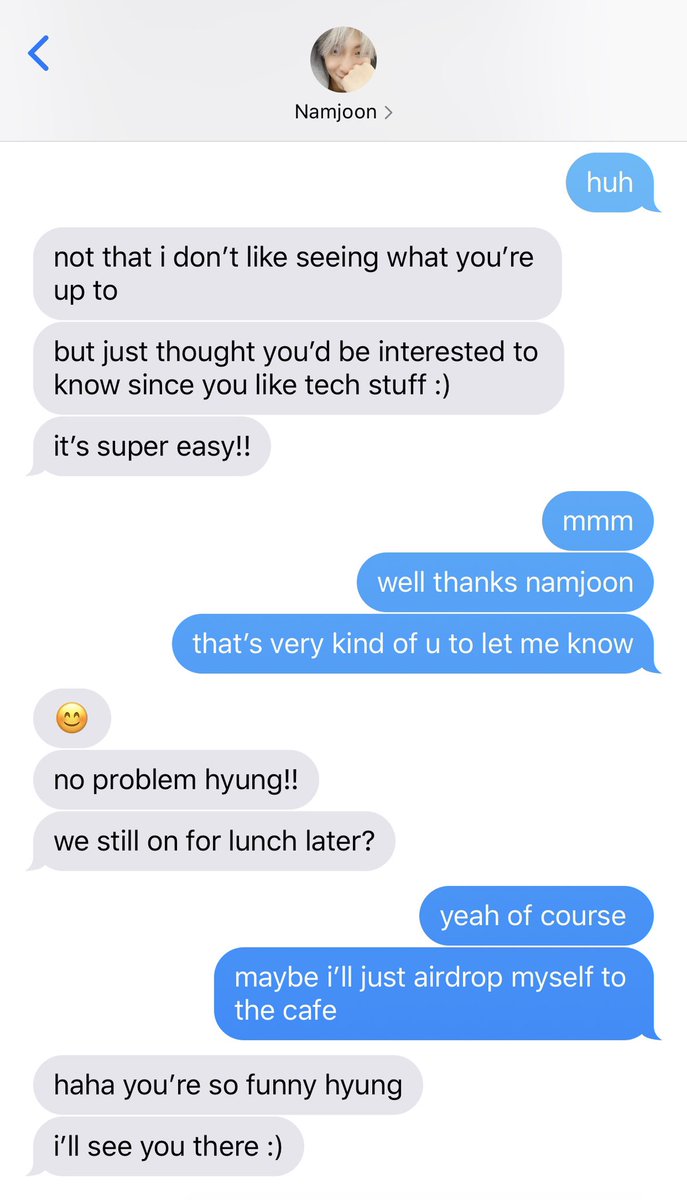 Namjoon
huh
not that i don’t like seeing what you’re
up to
but just thought you’d be interested to
know since you like tech stuff :)
it’s super easy!!
mmm
well thanks namjoon
that’s very kind of u to let me know
😊
no problem hyung!!
we still on for lunch later?
yeah of course
maybe i’ll just airdrop myself to
the cafe
haha you’re so funny hyung
i’ll see you there :)